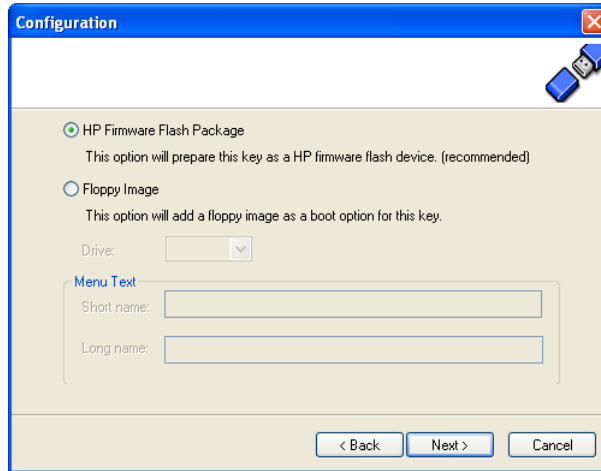 Configuration
HP Firmware Flash Package
This option will prepare this key as a HP firmware flash device. (recommended)
Floppy Image
This option will add a floppy image as a boot option for this key.
Drive:
Menu Text
Short name:
Long name:
< Back Next > Cancel